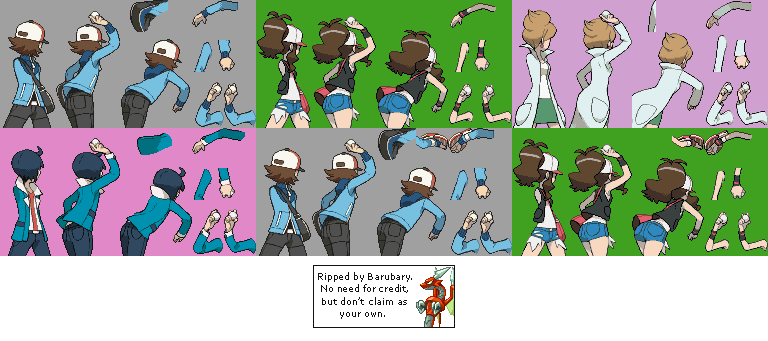 Ripped by Barubary.
No need for credit,
but don't claim as
your own.